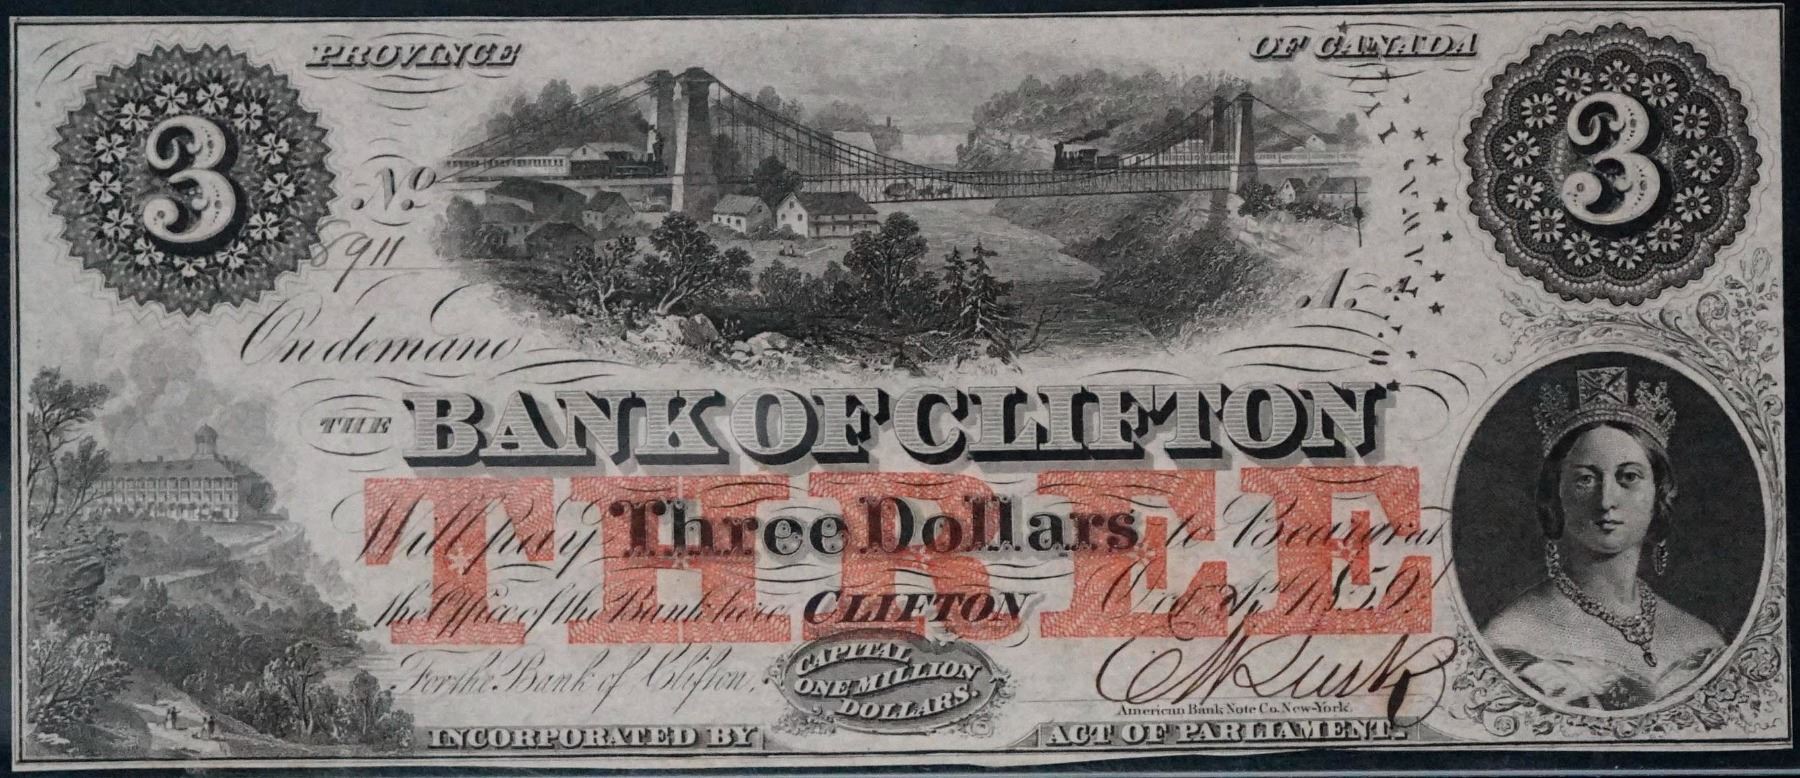 PROVINCE OF CANADA
3 3
No
8911
A
On demand
THE BANK OF CLIFTON
THREE
Will pay Three Dollars to Bearer at
the Office of the Bank here CLIFTON Oct 1859
For the Bank of Clifton.
CAPITAL
ONE MILLION
DOLLARS.
American Bank Note Co. New-York.
INCORPORATED BY ACT OF PARLIAMENT.